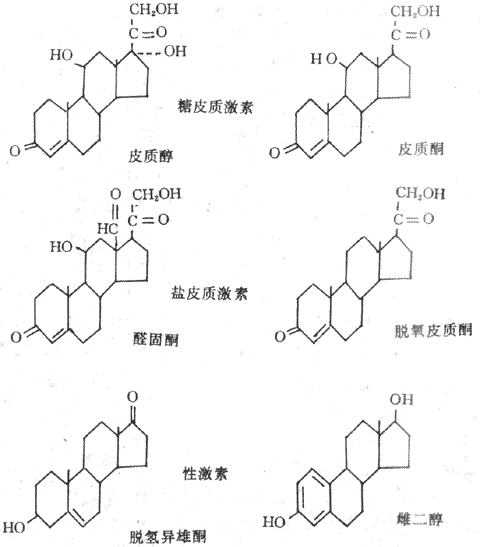 CH₂OH
C=O
HO
---OH
O
糖皮质激素
皮质醇
CH₂OH
C=O
HO
O
皮质酮
O
CH₂OH
HC
C=O
HO
O
盐皮质激素
醛固酮
CH₂OH
C=O
O
脱氧皮质酮
O
HO
性激素
脱氢异雄酮
OH
HO
雌二醇